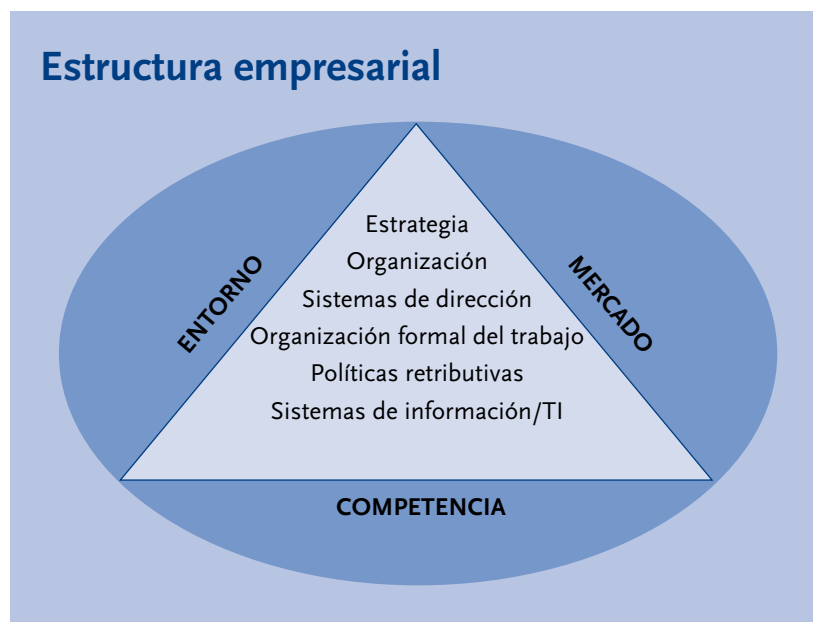 Estructura empresarial
Estrategia
Organización
Sistemas de dirección
Organización formal del trabajo
Políticas retributivas
Sistemas de información/TI
ENTORNO
MERCADO
COMPETENCIA